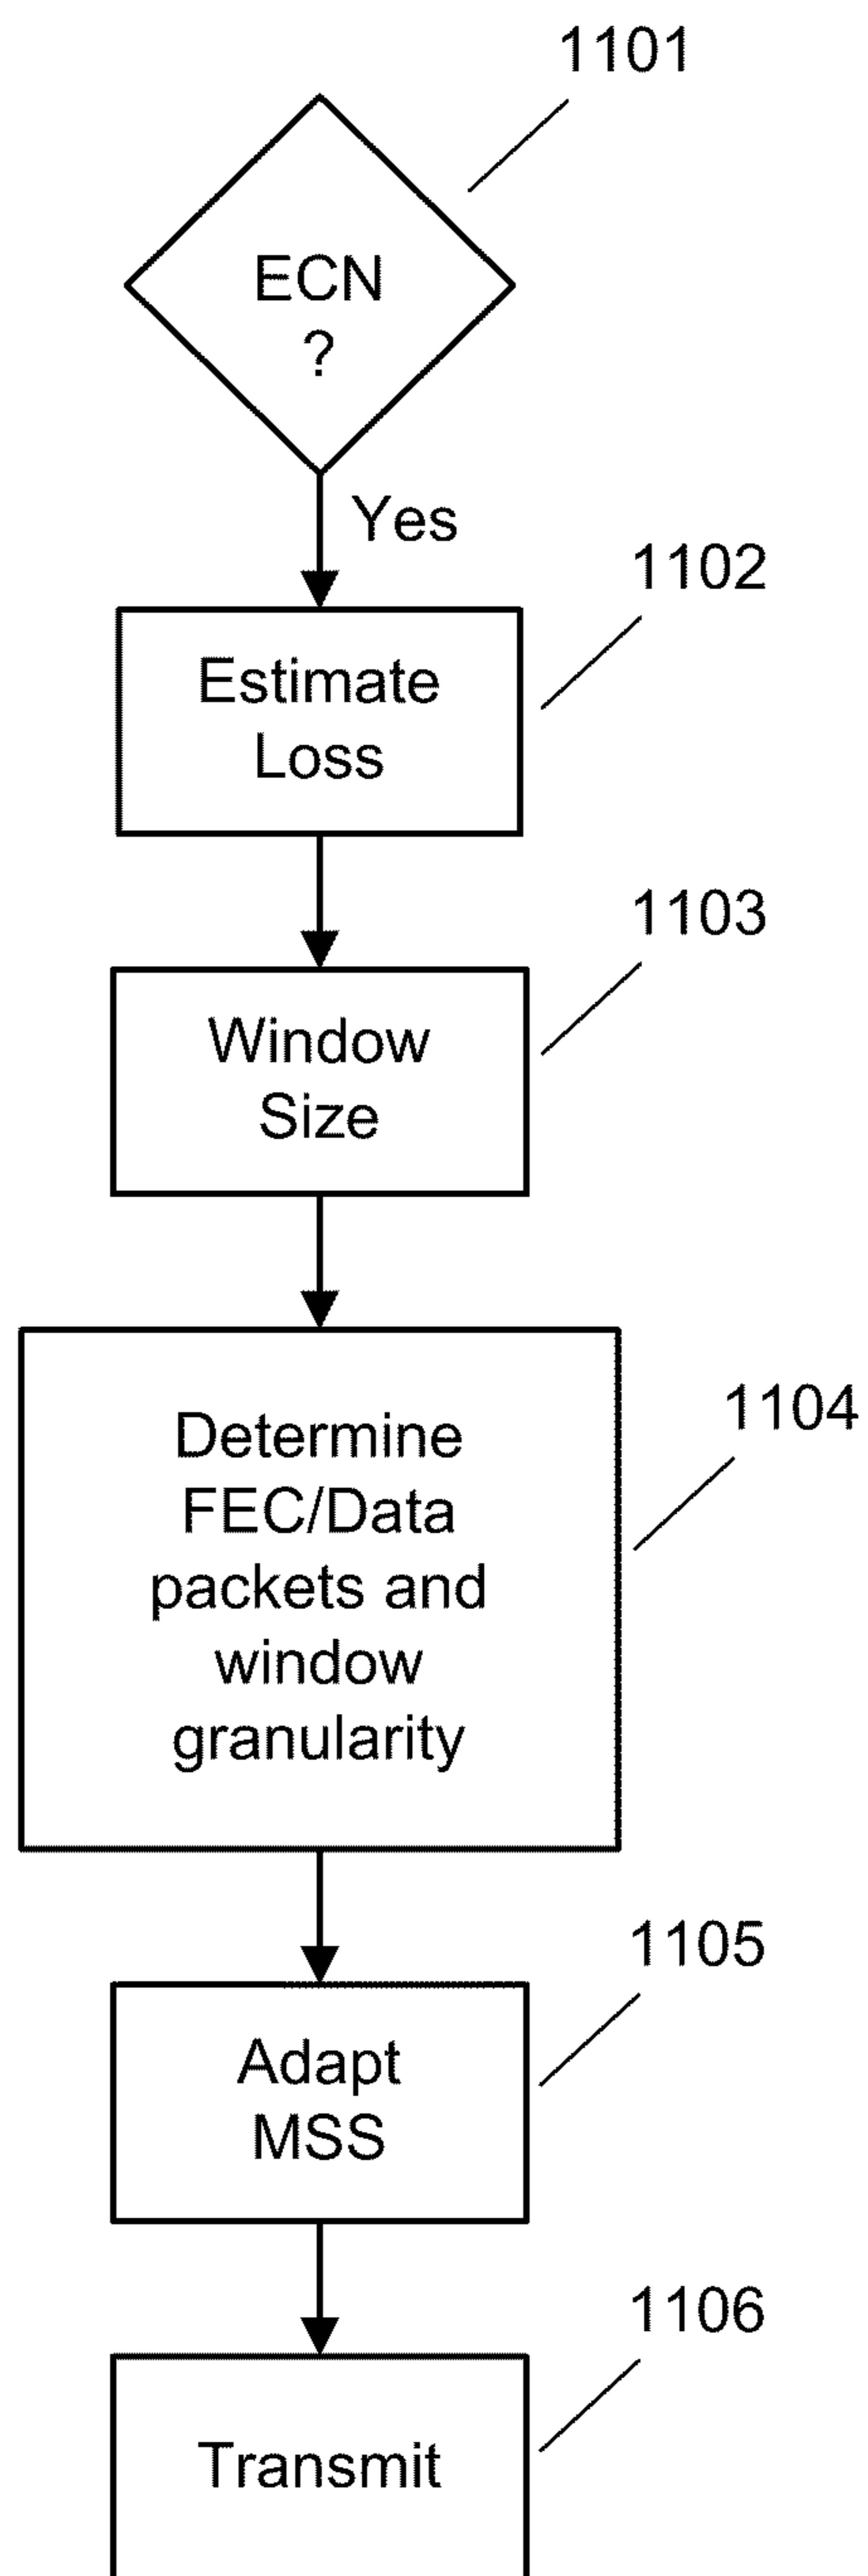 1101
ECN
?
Yes
1102
Estimate
Loss
1103
Window
Size
1104
Determine
FEC/Data
packets and
window
granularity
1105
Adapt
MSS
1106
Transmit